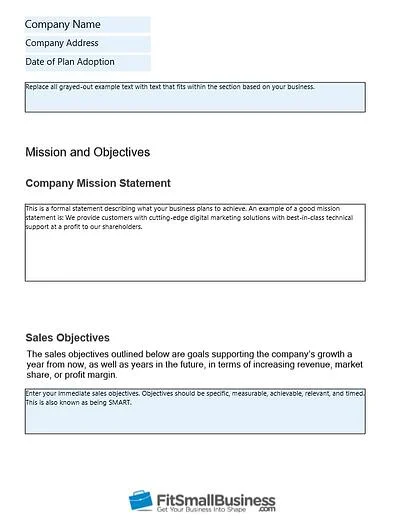 Company Name
Company Address
Date of Plan Adoption
Replace all grayed-out example text with text that fits within the section based on your business.
Mission and Objectives
Company Mission Statement
This is a formal statement describing what your business plans to achieve. An example of a good mission
statement is: We provide customers with cutting-edge digital marketing solutions with best-in-class technical
support at a profit to our shareholders.
Sales Objectives
The sales objectives outlined below are goals supporting the company's growth a
year from now, as well as years in the future, in terms of increasing revenue, market
share, or profit margin.
Enter your immediate sales objectives. Objectives should be specific, measurable, achievable, relevant, and timed.
This is also known as being SMART.
FitSmallBusiness
Get Your Business Into Shape .com